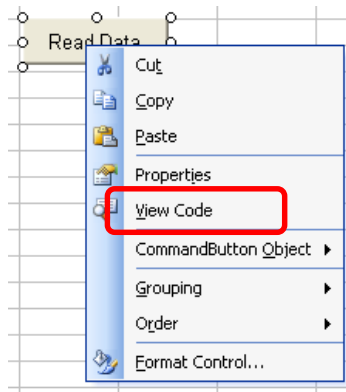 Read Data
Cut
Copy
Paste
Properties
View Code
CommandButton Object
Grouping
Order
Format Control...